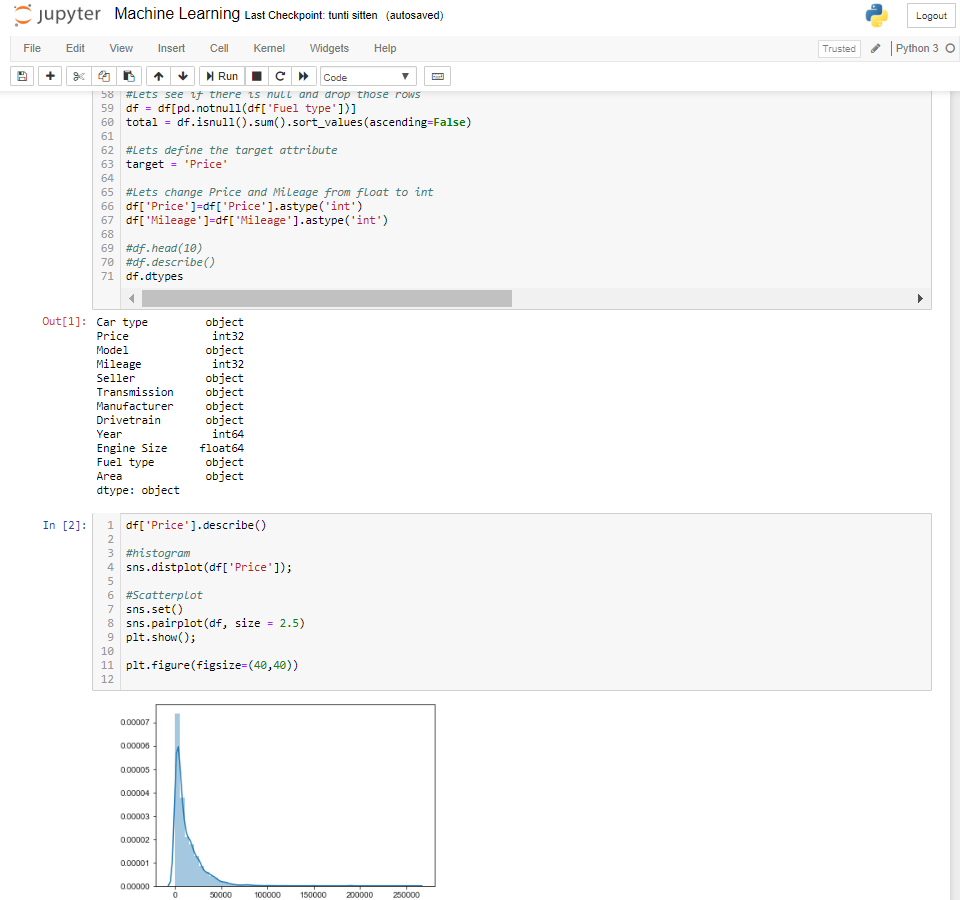 jupyter Machine Learning Last Checkpoint: tunti sitten (autosaved) Logout
File Edit View Insert Cell Kernel Widgets Help Trusted Python 3
Run Code
58 #Lets see if there is null and drop those rows
59 df = df[pd.notnull(df['Fuel type'])]
60 total = df.isnull().sum().sort_values(ascending=False)
61
62 #Lets define the target attribute
63 target = 'Price'
64
65 #Lets change Price and Mileage from float to int
66 df['Price']=df['Price'].astype('int')
67 df['Mileage']=df['Mileage'].astype('int')
68
69 #df.head(10)
70 #df.describe()
71 df.dtypes
Out[1]: Car type object
Price int32
Model object
Mileage int32
Seller object
Transmission object
Manufacturer object
Drivetrain object
Year int64
Engine Size float64
Fuel type object
Area object
dtype: object
In [2]: 1 df['Price'].describe()
2
3 #histogram
4 sns.distplot(df['Price']);
5
6 #Scatterplot
7 sns.set()
8 sns.pairplot(df, size = 2.5)
9 plt.show();
10
11 plt.figure(figsize=(40,40))
12
0.00007
0.00006
0.00005
0.00004
0.00003
0.00002
0.00001
0.00000
0 50000 100000 150000 200000 250000